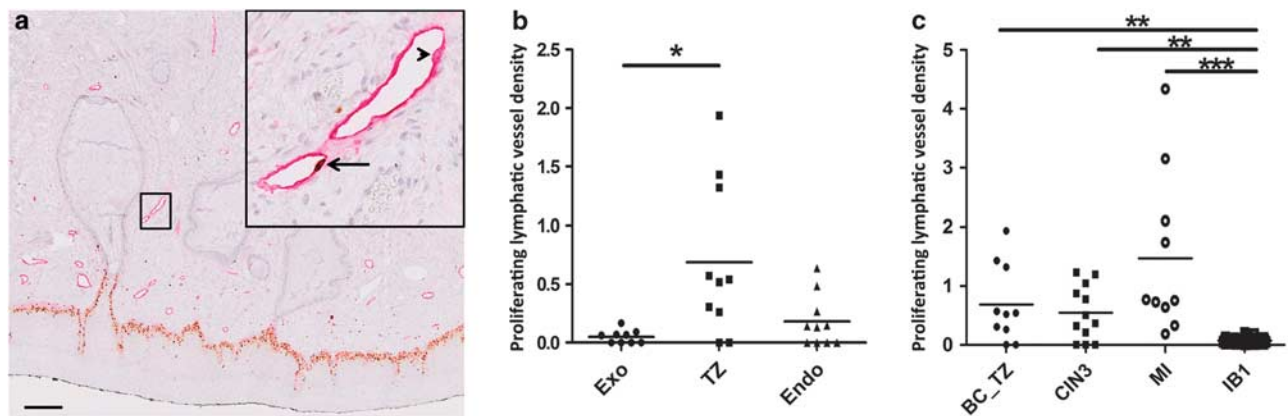 a
b
Proliferating lymphatic vessel density
2.5
2.0
1.5
1.0
0.5
0.0
*
Exo
TZ
Endo
c
Proliferating lymphatic vessel density
5
4
3
2
1
0
**
**
***
BC_TZ
CIN3
MI
IB1